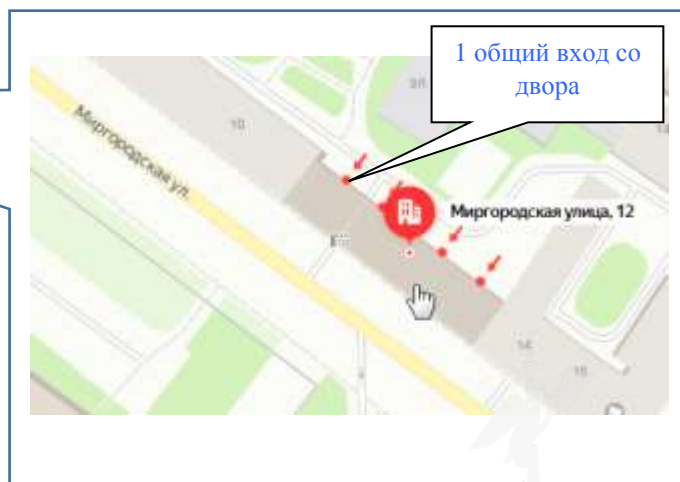 1 общий вход со
двора
10
Миргородская ул.
Миргородская улица, 12
14
16